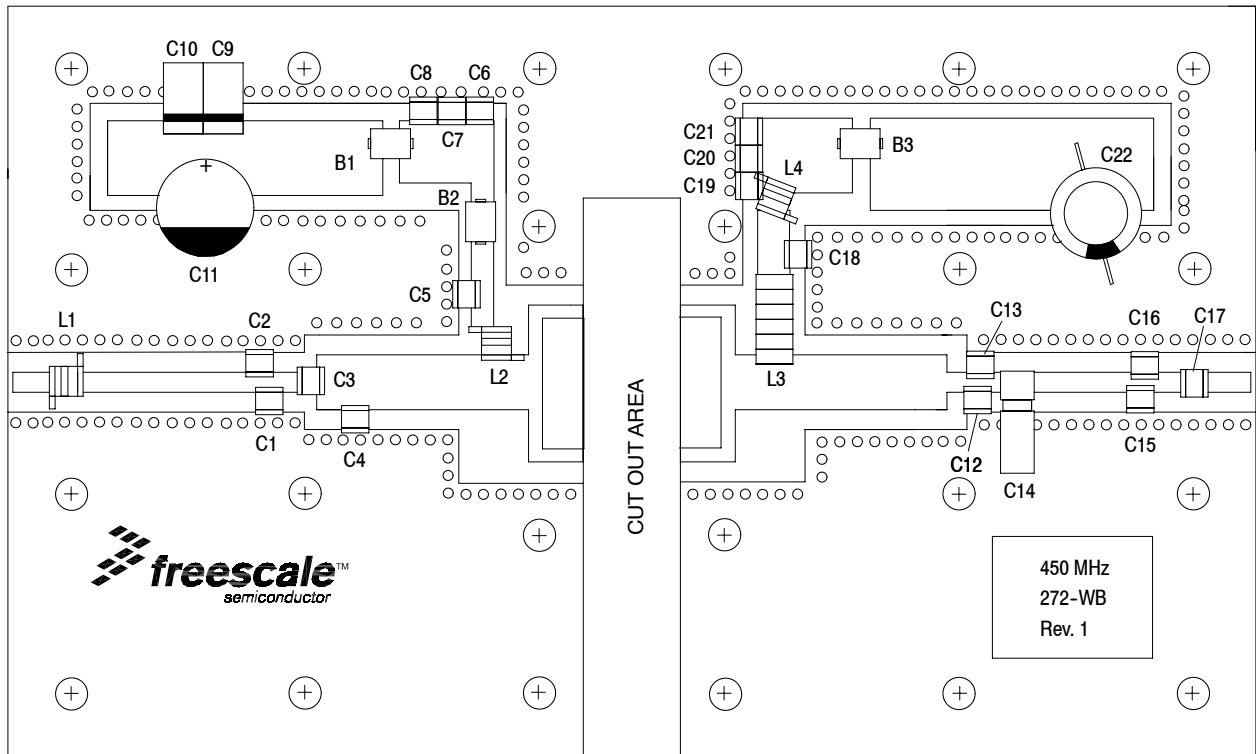 C10 C9
C8 C6
C7
B1
B2
C11
C5
L1
C2
C3
L2
C1
C4
C21
C20
C19
L4
B3
C22
C18
C13
C16
C17
L3
C12
C15
C14
CUT OUT AREA
freescale™
semiconductor
450 MHz
272-WB
Rev. 1
+